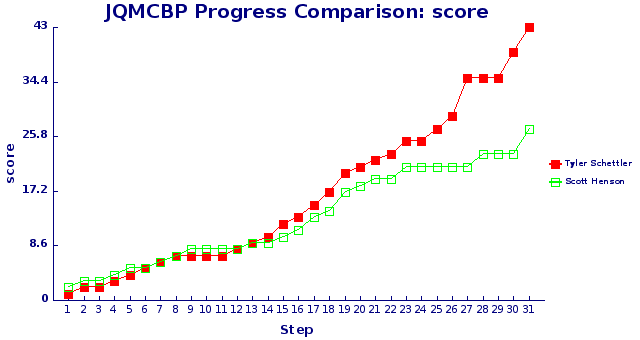 JQMCBP Progress Comparison: score
43
34.4
25.8
17.2
8.6
0
score
1 2 3 4 5 6 7 8 9 10 11 12 13 14 15 16 17 18 19 20 21 22 23 24 25 26 27 28 29 30 31
Step
Tyler Schettler
Scott Henson